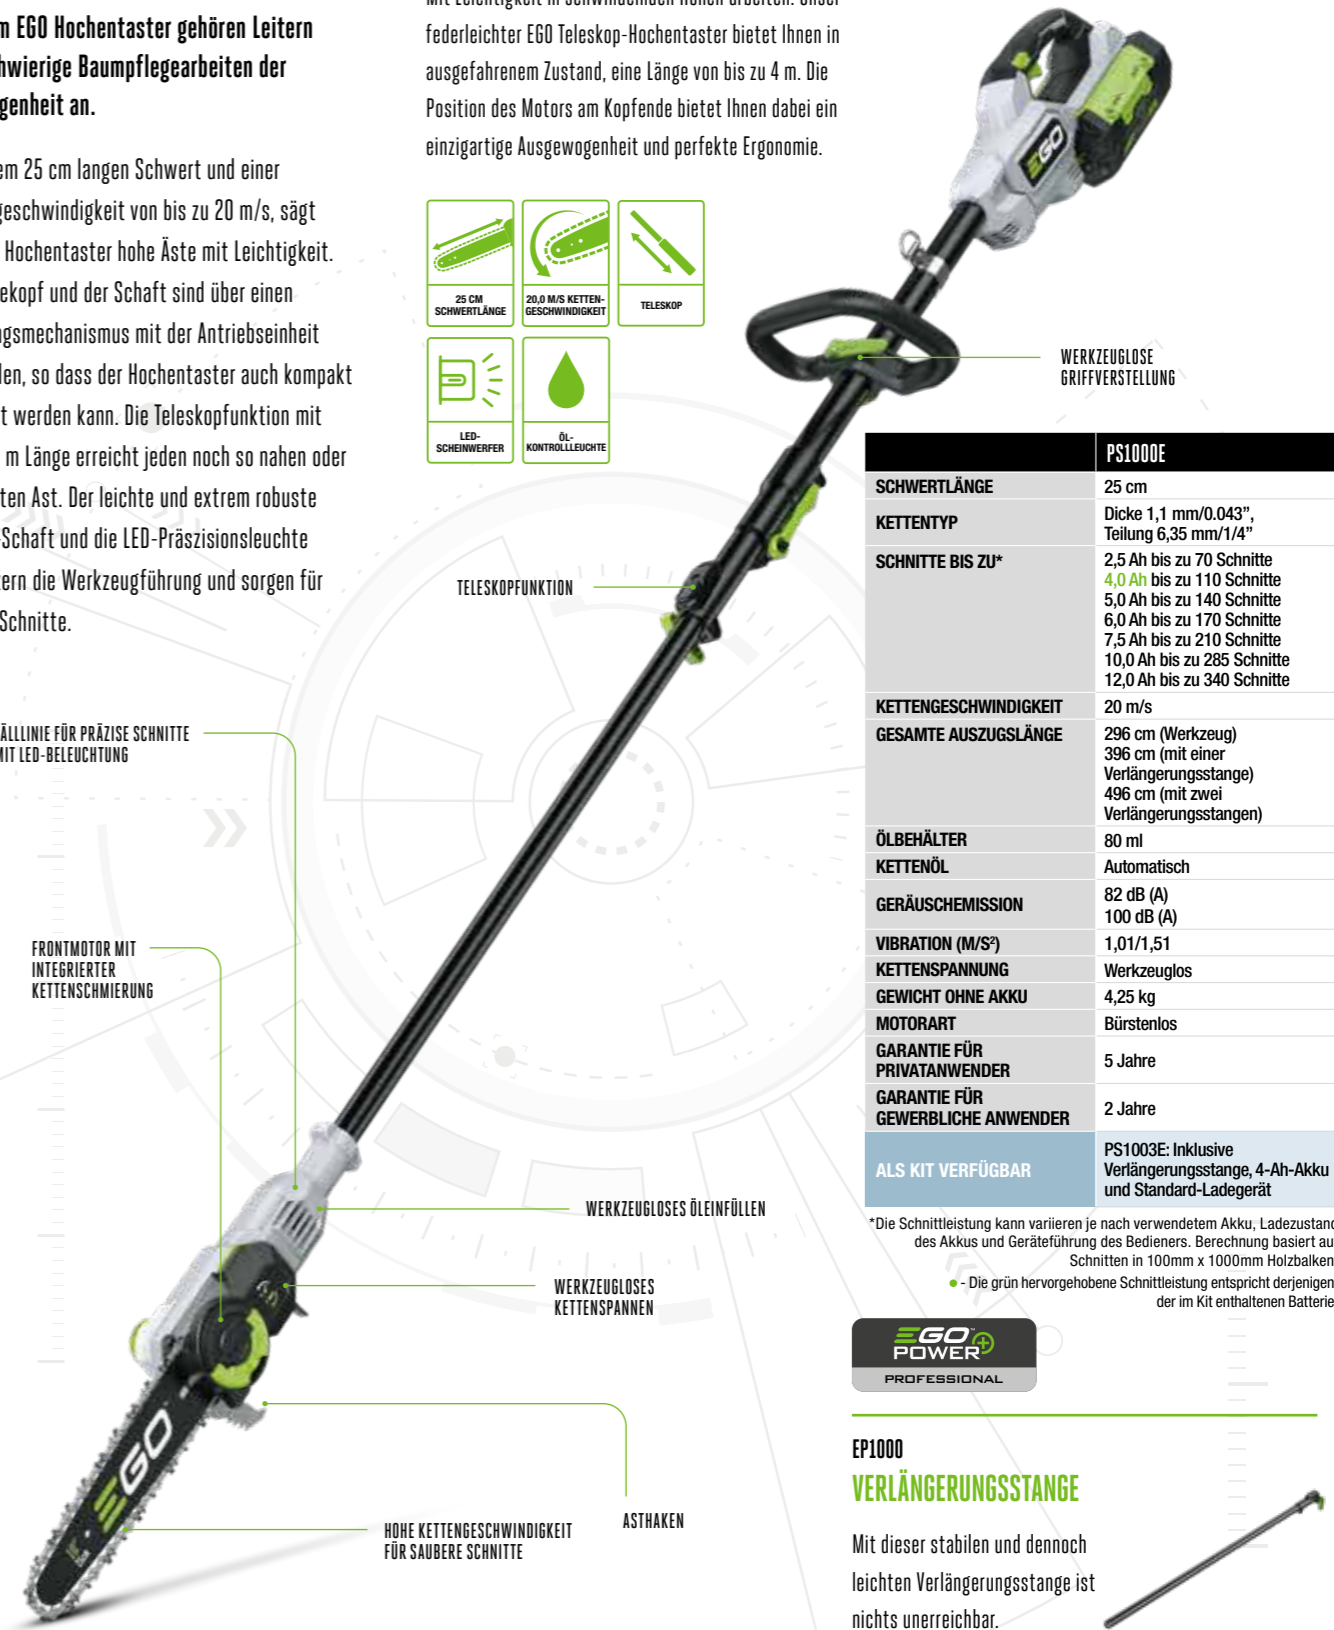 m EGO Hochentaster gehören Leitern
hwierige Baumpflegearbeiten der
genheit an.
em 25 cm langen Schwert und einer
geschwindigkeit von bis zu 20 m/s, sägt
Hochentaster hohe Äste mit Leichtigkeit.
ekopf und der Schaft sind über einen
ngsmechanismus mit der Antriebseinheit
den, so dass der Hochentaster auch kompakt
t werden kann. Die Teleskopfunktion mit
m Länge erreicht jeden noch so nahen oder
ten Ast. Der leichte und extrem robuste
-Schaft und die LED-Präszisionsleuchte
tern die Werkzeugführung und sorgen für
Schnitte.
Mit Leichtigkeit in schwindelnden Höhen arbeiten: Unser
federleichter EGO Teleskop-Hochentaster bietet Ihnen in
ausgefahrenem Zustand, eine Länge von bis zu 4 m. Die
Position des Motors am Kopfende bietet Ihnen dabei ein
einzigartige Ausgewogenheit und perfekte Ergonomie.
25 CM
SCHWERTLÄNGE
20,0 M/S KETTEN-
GESCHWINDIGKEIT
TELESKOP
LED-
SCHEINWERFER
ÖL-
KONTROLLLEUCHTE
EGO
WERKZEUGLOSE
GRIFFVERSTELLUNG
TELESKOPFUNKTION
ÄLLLINIE FÜR PRÄZISE SCHNITTE
MIT LED-BELEUCHTUNG
FRONTMOTOR MIT
INTEGRIERTER
KETTENSCHMIERUNG
WERKZEUGLOSES ÖLEINFÜLLEN
WERKZEUGLOSES
KETTENSPANNEN
ASTHAKEN
HOHE KETTENGESCHWINDIGKEIT
FÜR SAUBERE SCHNITTE
EGO
PS1000E
SCHWERTLÄNGE 25 cm
KETTENTYP Dicke 1,1 mm/0.043”,
Teilung 6,35 mm/1/4”
SCHNITTE BIS ZU* 2,5 Ah bis zu 70 Schnitte
4,0 Ah bis zu 110 Schnitte
5,0 Ah bis zu 140 Schnitte
6,0 Ah bis zu 170 Schnitte
7,5 Ah bis zu 210 Schnitte
10,0 Ah bis zu 285 Schnitte
12,0 Ah bis zu 340 Schnitte
KETTENGESCHWINDIGKEIT 20 m/s
GESAMTE AUSZUGSLÄNGE 296 cm (Werkzeug)
396 cm (mit einer
Verlängerungsstange)
496 cm (mit zwei
Verlängerungsstangen)
ÖLBEHÄLTER 80 ml
KETTENÖL Automatisch
GERÄUSCHEMISSION 82 dB (A)
100 dB (A)
VIBRATION (M/S²) 1,01/1,51
KETTENSPANNUNG Werkzeuglos
GEWICHT OHNE AKKU 4,25 kg
MOTORART Bürstenlos
GARANTIE FÜR
PRIVATANWENDER 5 Jahre
GARANTIE FÜR
GEWERBLICHE ANWENDER 2 Jahre
ALS KIT VERFÜGBAR PS1003E: Inklusive
Verlängerungsstange, 4-Ah-Akku
und Standard-Ladegerät
*Die Schnittleistung kann variieren je nach verwendetem Akku, Ladezustand
des Akkus und Geräteführung des Bedieners. Berechnung basiert au
Schnitten in 100mm x 1000mm Holzbalken
- Die grün hervorgehobene Schnittleistung entspricht derjenigen
der im Kit enthaltenen Batterie
EGO™
POWER+
PROFESSIONAL
EP1000
VERLÄNGERUNGSSTANGE
Mit dieser stabilen und dennoch
leichten Verlängerungsstange ist
nichts unerreichbar.